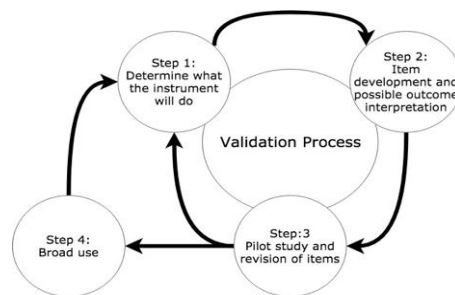 Step 1:
Determine what
the instrument
will do
Step 2:
Item
development and
possible outcome
interpretation
Validation Process
Step:3
Pilot study and
revision of items
Step 4:
Broad use